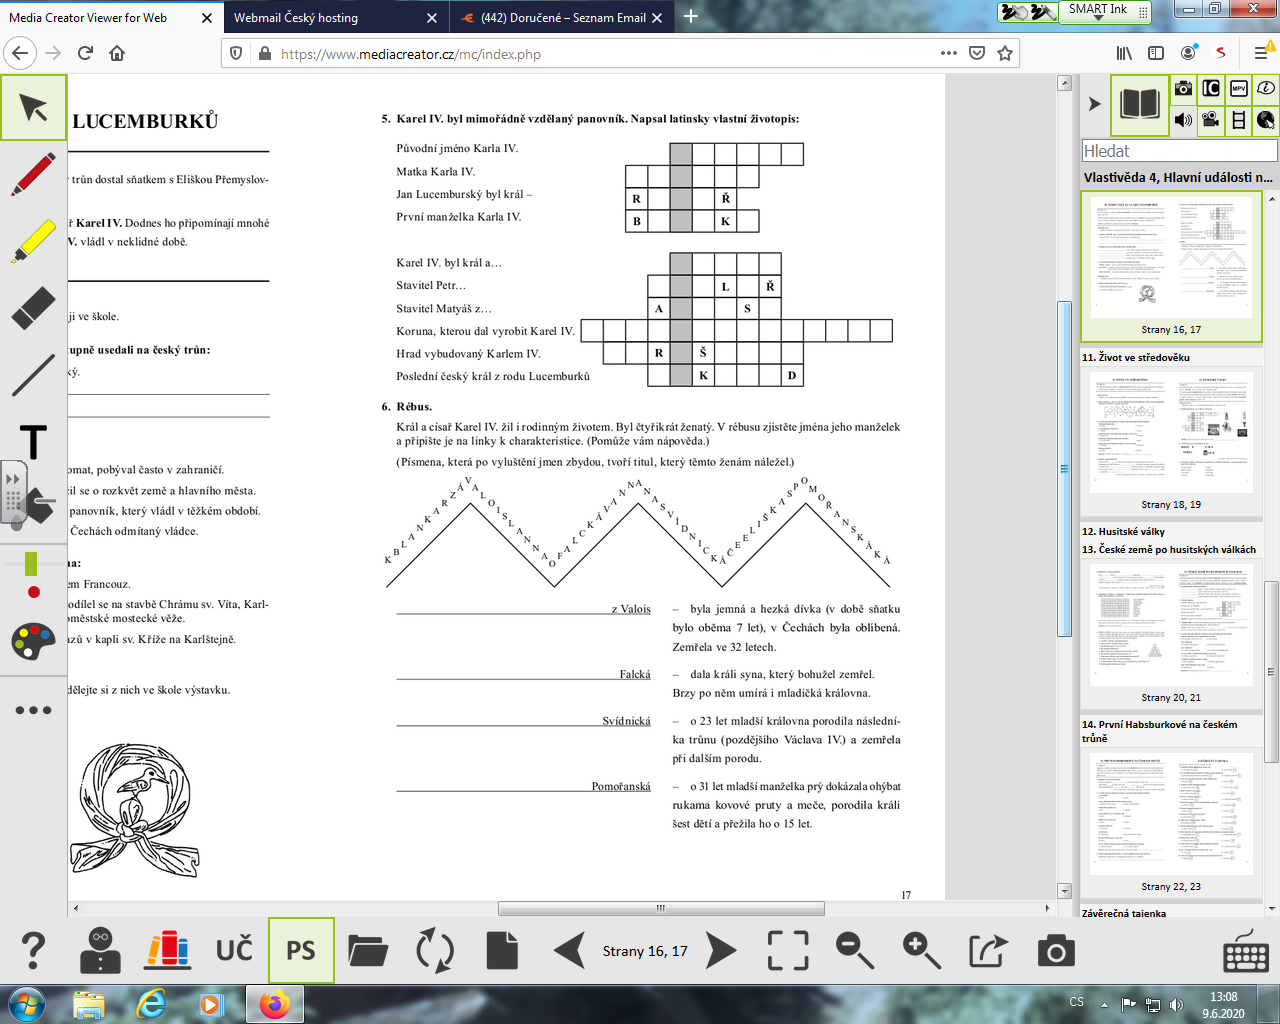 Media Creator Viewer for Web
Webmail Český hosting
(442) Doručené – Seznam Email
SMART Ink
https://www.mediacreator.cz/mc/index.php
LUCEMBURKŮ
trůn dostal sňatkem s Eliškou Přemyslov-
Karel IV. Dodnes ho připomínají mnohé
vládl v neklidné době.
ji ve škole.
upně usedali na český trůn:
omat, pobýval často v zahraničí.
il se o rozkvět země a hlavního města.
panovník, který vládl v těžkém období.
Čechách odmítaný vládce.
na:
em Francouz.
odílel se na stavbě Chrámu sv. Víta, Karl-
oměstské mostecké věže.
azů v kapli sv. Kříže na Karlštejně.
dělejte si z nich ve škole výstavku.
5. Karel IV. byl mimořádně vzdělaný panovník. Napsal latinsky vlastní životopis:
Původní jméno Karla IV.
Matka Karla IV.
Jan Lucemburský byl král –
R Ř
První manželka Karla IV.
B K
Karel IV. byl král a…
Stavitel Petr…
L Ř
Stavitel Matyáš z…
A S
Koruna, kterou dal vyrobit Karel IV.
Hrad vybudovaný Karlem IV.
R Š
Poslední český král z rodu Lucemburků
K D
6. Rébus.
Král a císař Karel IV. žil i rodinným životem. Byl čtyřikrát ženatý. V rébusu zjistěte jména jeho manželek
a připište je na linky k charakteristice. (Pomůže vám nápověda.)
(Písmena, která po vyluštění jmen zbydou, tvoří titul, který těmto ženám náležel.)
KBLANKARZÁVALOISLANNAOFALCKÁVANNASVÍDNICKÁČEELIŠKASPOMOŘANSKÁKÁ
z Valois
– byla jemná a hezká dívka (v době sňatku
bylo oběma 7 let), v Čechách byla oblíbená.
Zemřela ve 32 letech.
Falcká
– dala králi syna, který bohužel zemřel.
Brzy po něm umírá i mladičká královna.
Svídnická
– o 23 let mladší královna porodila následní-
ka trůnu (pozdějšího Václava IV.) a zemřela
při dalším porodu.
Pomořanská
– o 31 let mladší manželka prý dokázala ohýbat
rukama kovové pruty a meče, porodila králi
šest dětí a přežila ho o 15 let.
17
IC
MPV
Hledat
Vlastivěda 4, Hlavní události n...
Strany 16, 17
11. Život ve středověku
Strany 18, 19
12. Husitské války
13. České země po husitských válkách
Strany 20, 21
14. První Habsburkové na českém
trůně
Strany 22, 23
Závěrečná tajenka
T
?
UČ
PS
Strany 16, 17
CS
13:08
9.6.2020